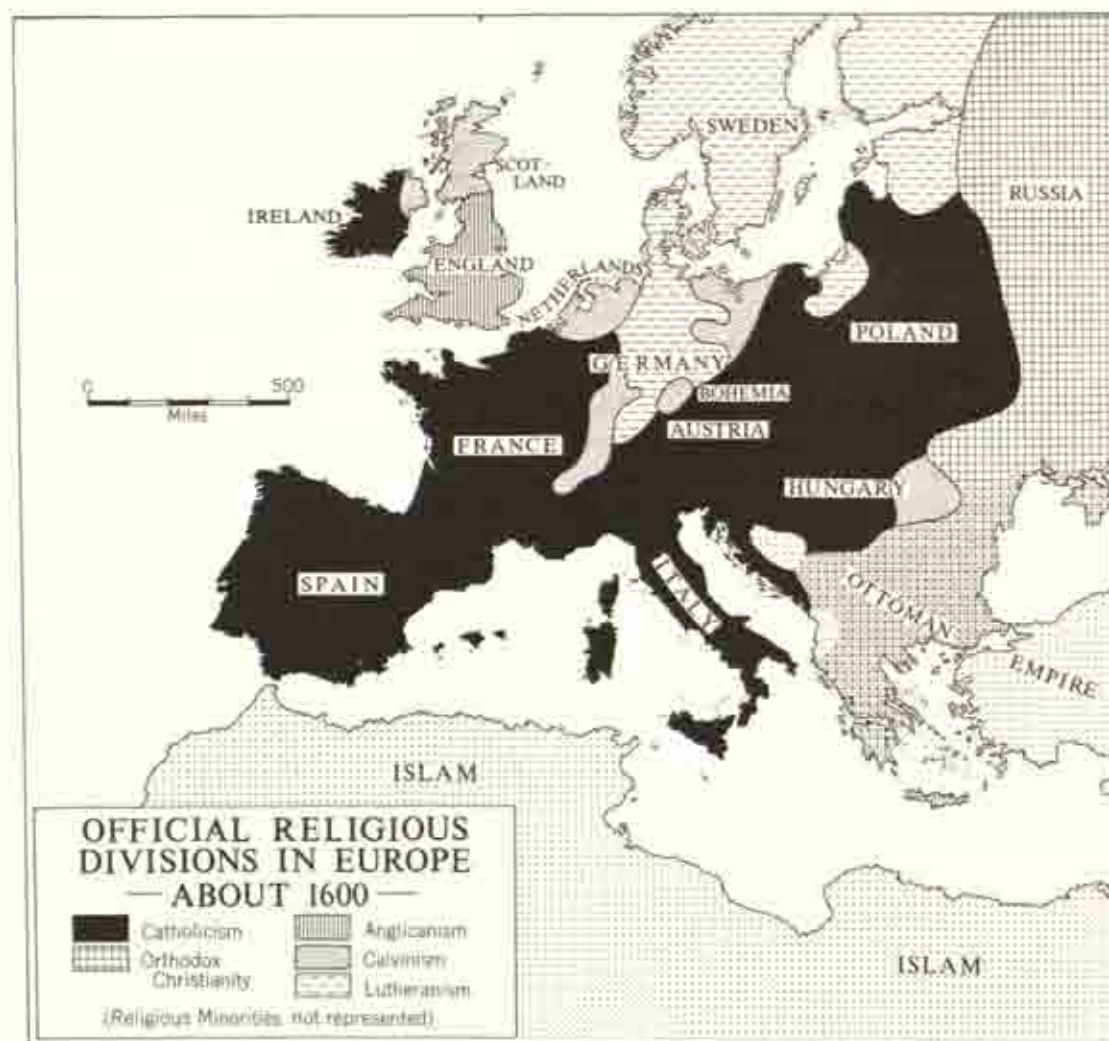 SWEDEN
SCOT-
LAND
RUSSIA
IRELAND
ENGLAND
NETHERLANDS
POLAND
GERMANY
BOHEMIA
0 500
Miles
AUSTRIA
FRANCE
HUNGARY
SPAIN
ITALY
OTTOMAN
EMPIRE
ISLAM
ISLAM
OFFICIAL RELIGIOUS
DIVISIONS IN EUROPE
— ABOUT 1600 —
Catholicism
Orthodox
Christianity
Anglicanism
Calvinism
Lutheranism
(Religious Minorities not represented)